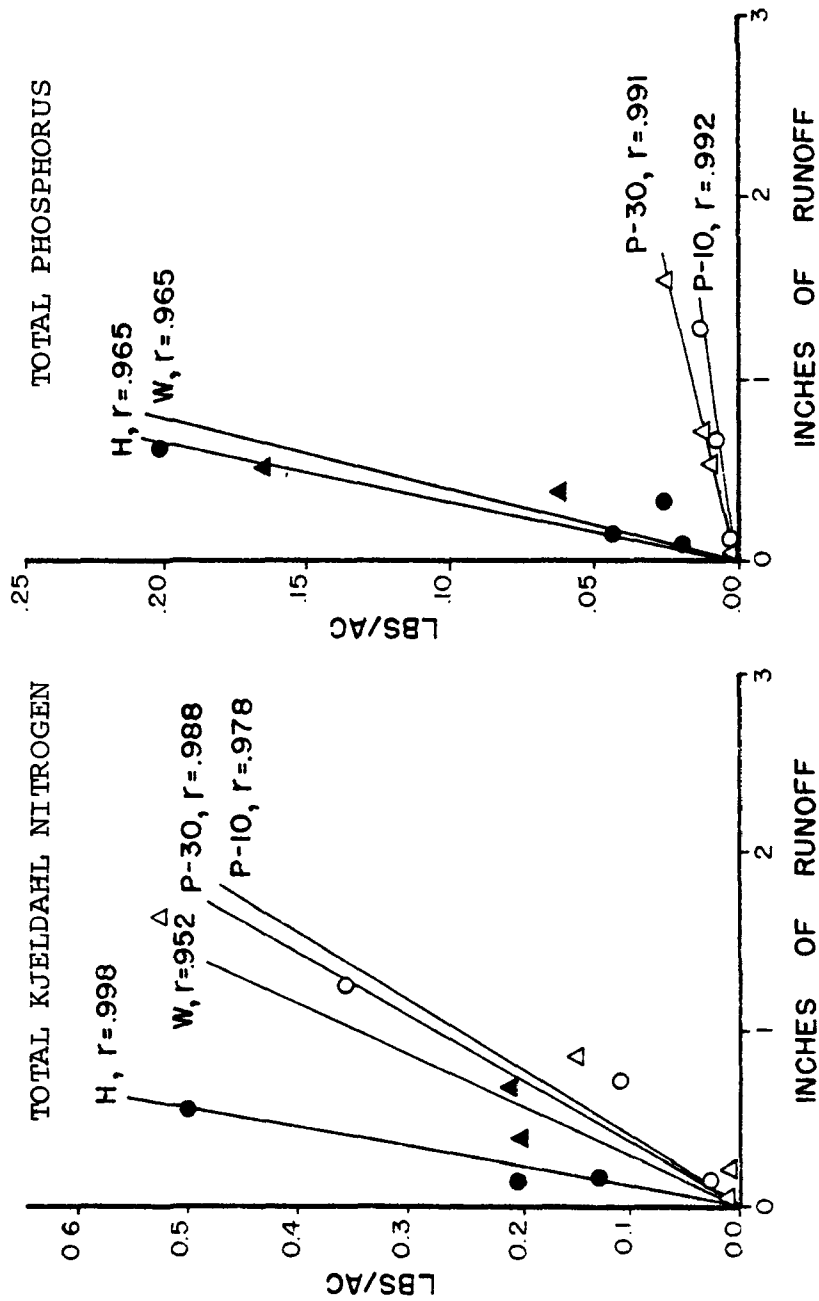 TOTAL KJELDAHL NITROGEN
H, r=.998
W, r=.952
P-30, r=.988
P-10, r=.978
LBS/AC
0.6
0.5
0.4
0.3
0.2
0.1
0.0
0
1
2
3
INCHES OF RUNOFF
TOTAL PHOSPHORUS
H, r=.965
W, r=.965
P-30, r=.991
P-10, r=.992
LBS/AC
.25
.20
.15
.10
.05
.00
0
1
2
3
INCHES OF RUNOFF